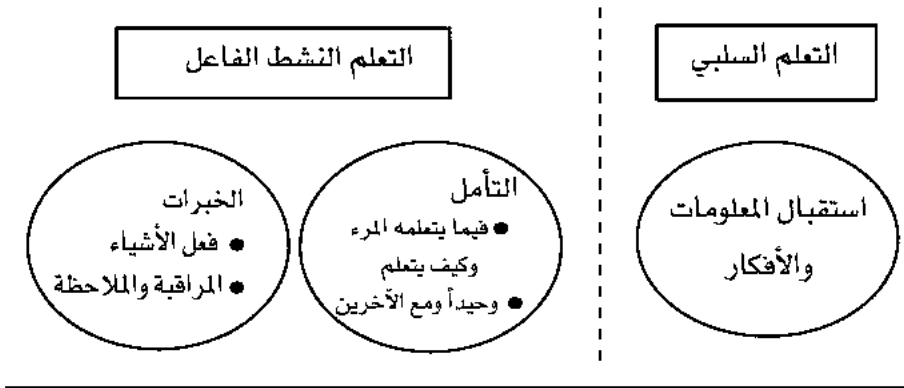 التعلم السلبي
التعلم النشط الفاعل
استقبال المعلومات
والأفكار
التأمل
● فيما يتعلمه المرء
وكيف يتعلم
● وحيداً ومع الآخرين
الخبرات
● فعل الأشياء
● المراقبة والملاحظة